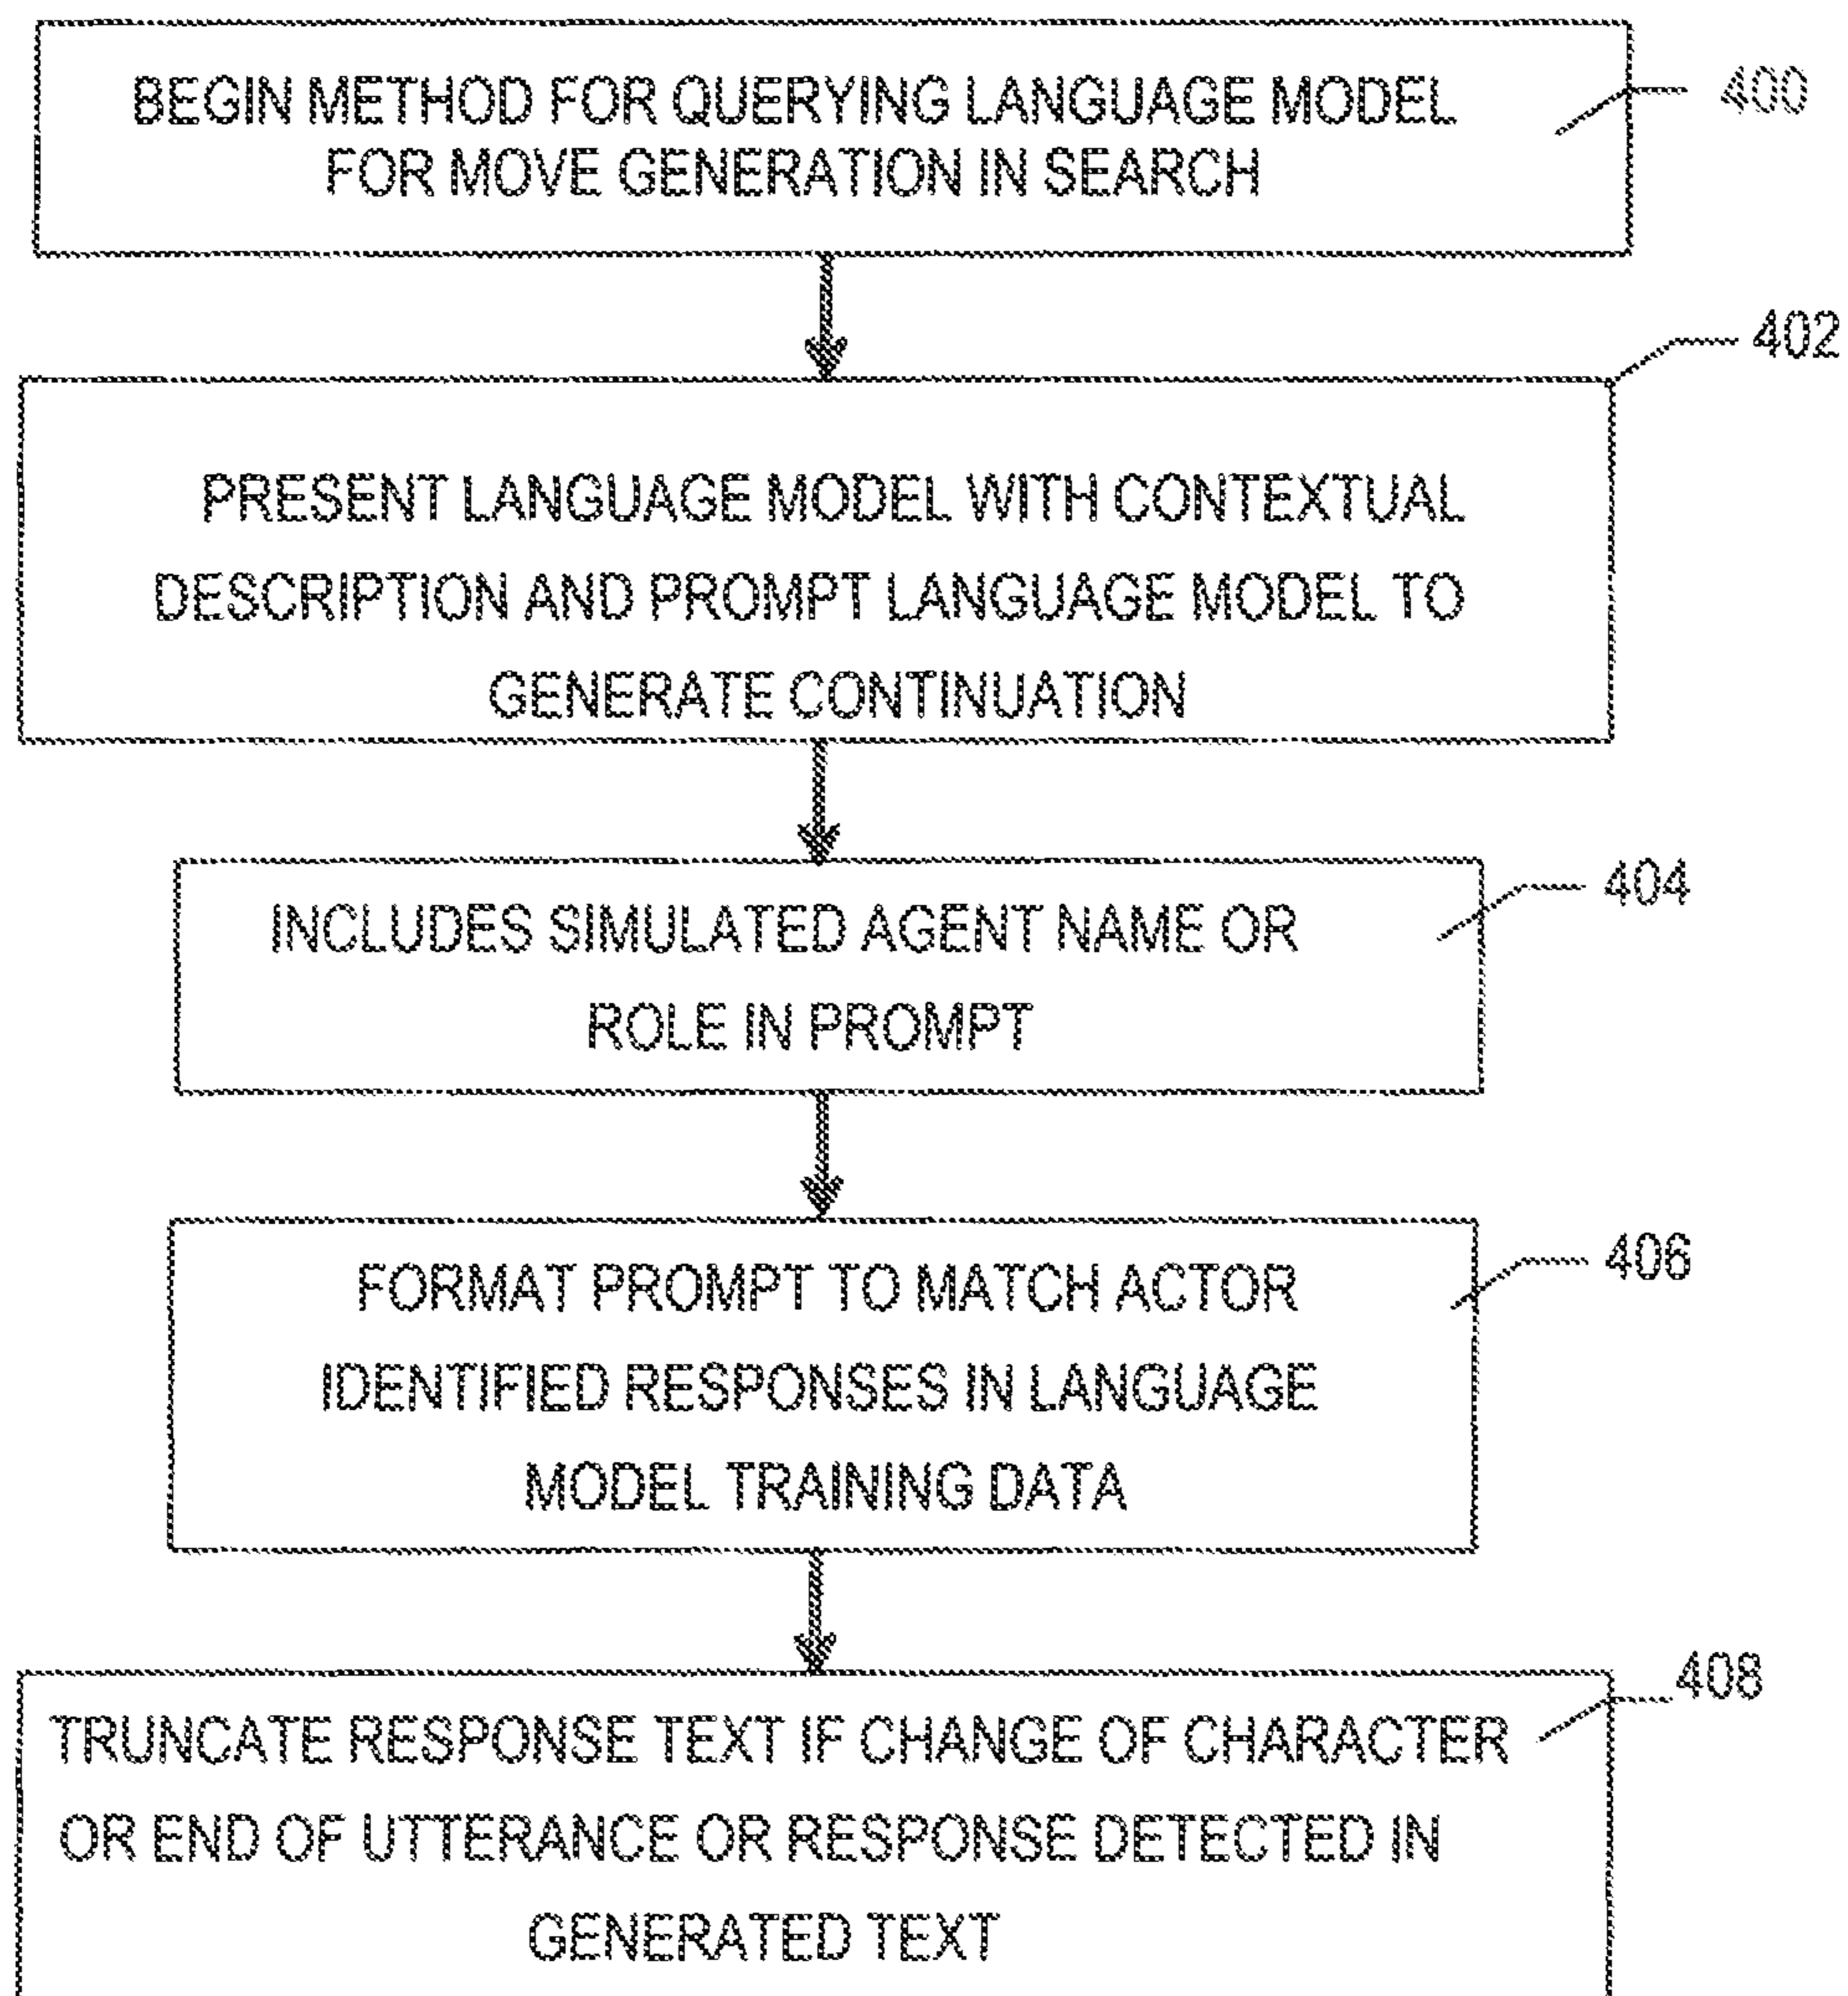 BEGIN METHOD FOR QUERYING LANGUAGE MODEL
FOR MOVE GENERATION IN SEARCH
400
402
PRESENT LANGUAGE MODEL WITH CONTEXTUAL
DESCRIPTION AND PROMPT LANGUAGE MODEL TO
GENERATE CONTINUATION
404
INCLUDES SIMULATED AGENT NAME OR
ROLE IN PROMPT
406
FORMAT PROMPT TO MATCH ACTOR
IDENTIFIED RESPONSES IN LANGUAGE
MODEL TRAINING DATA
408
TRUNCATE RESPONSE TEXT IF CHANGE OF CHARACTER
OR END OF UTTERANCE OR RESPONSE DETECTED IN
GENERATED TEXT